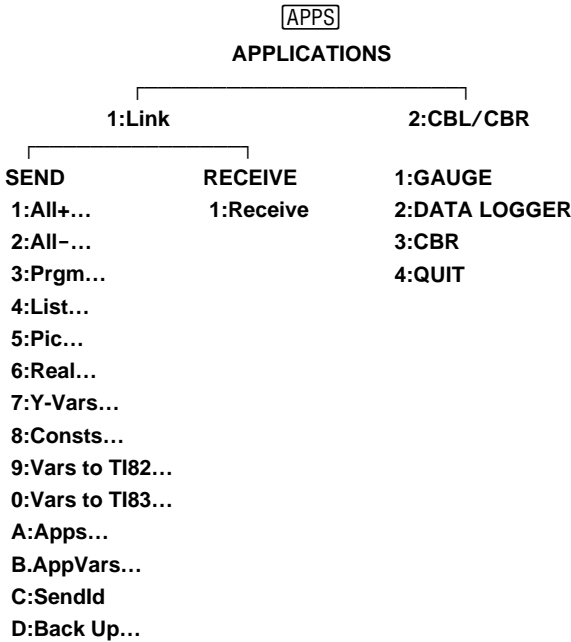 APPS
APPLICATIONS
1:Link 2:CBL/CBR
SEND RECEIVE 1:GAUGE
1:All+... 1:Receive 2:DATA LOGGER
2:All-... 3:CBR
3:Prgm... 4:QUIT
4:List...
5:Pic...
6:Real...
7:Y-Vars...
8:Consts...
9:Vars to TI82...
0:Vars to TI83...
A:Apps...
B.AppVars...
C:SendId
D:Back Up...